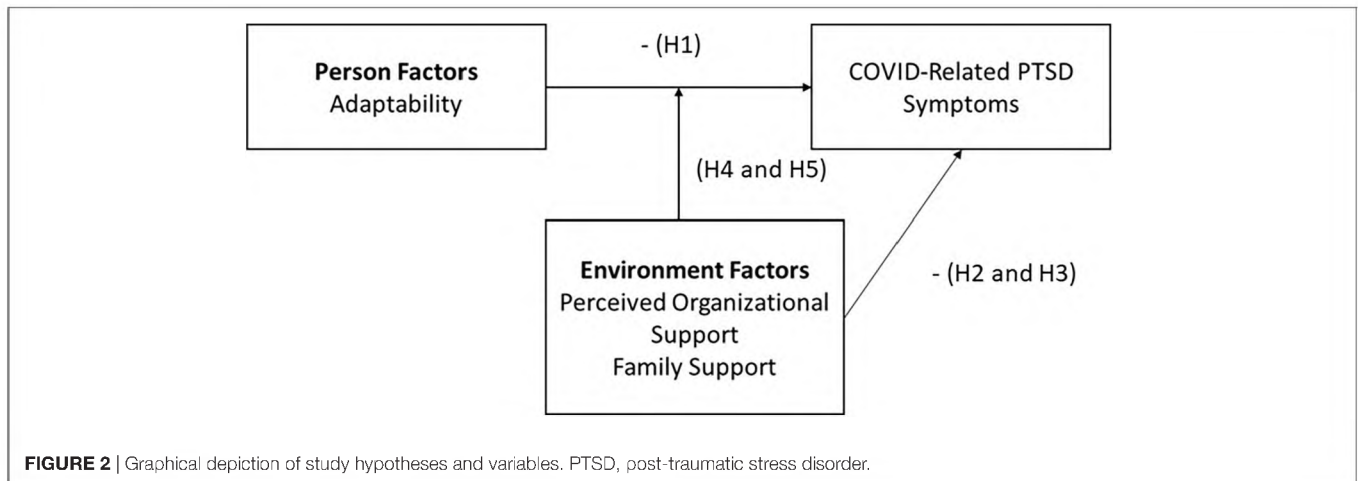 - (H1)
Person Factors
Adaptability
COVID-Related PTSD
Symptoms
(H4 and H5)
Environment Factors
Perceived Organizational
Support
Family Support
- (H2 and H3)
FIGURE 2 | Graphical depiction of study hypotheses and variables. PTSD, post-traumatic stress disorder.